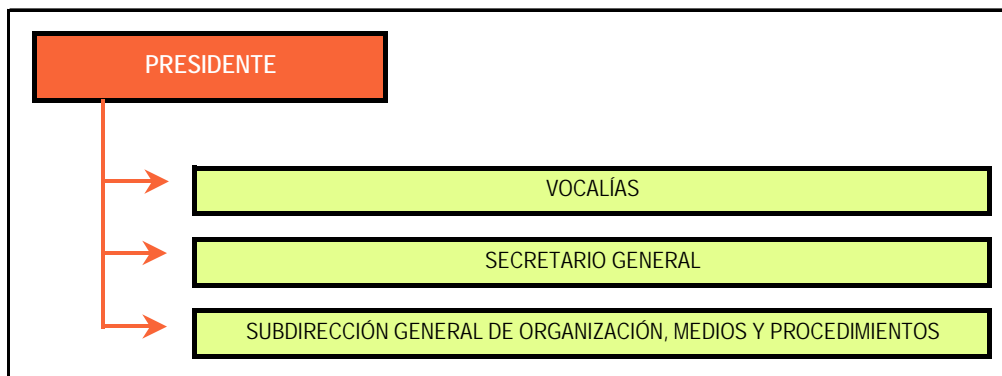 PRESIDENTE
VOCALÍAS
SECRETARIO GENERAL
SUBDIRECCIÓN GENERAL DE ORGANIZACIÓN, MEDIOS Y PROCEDIMIENTOS